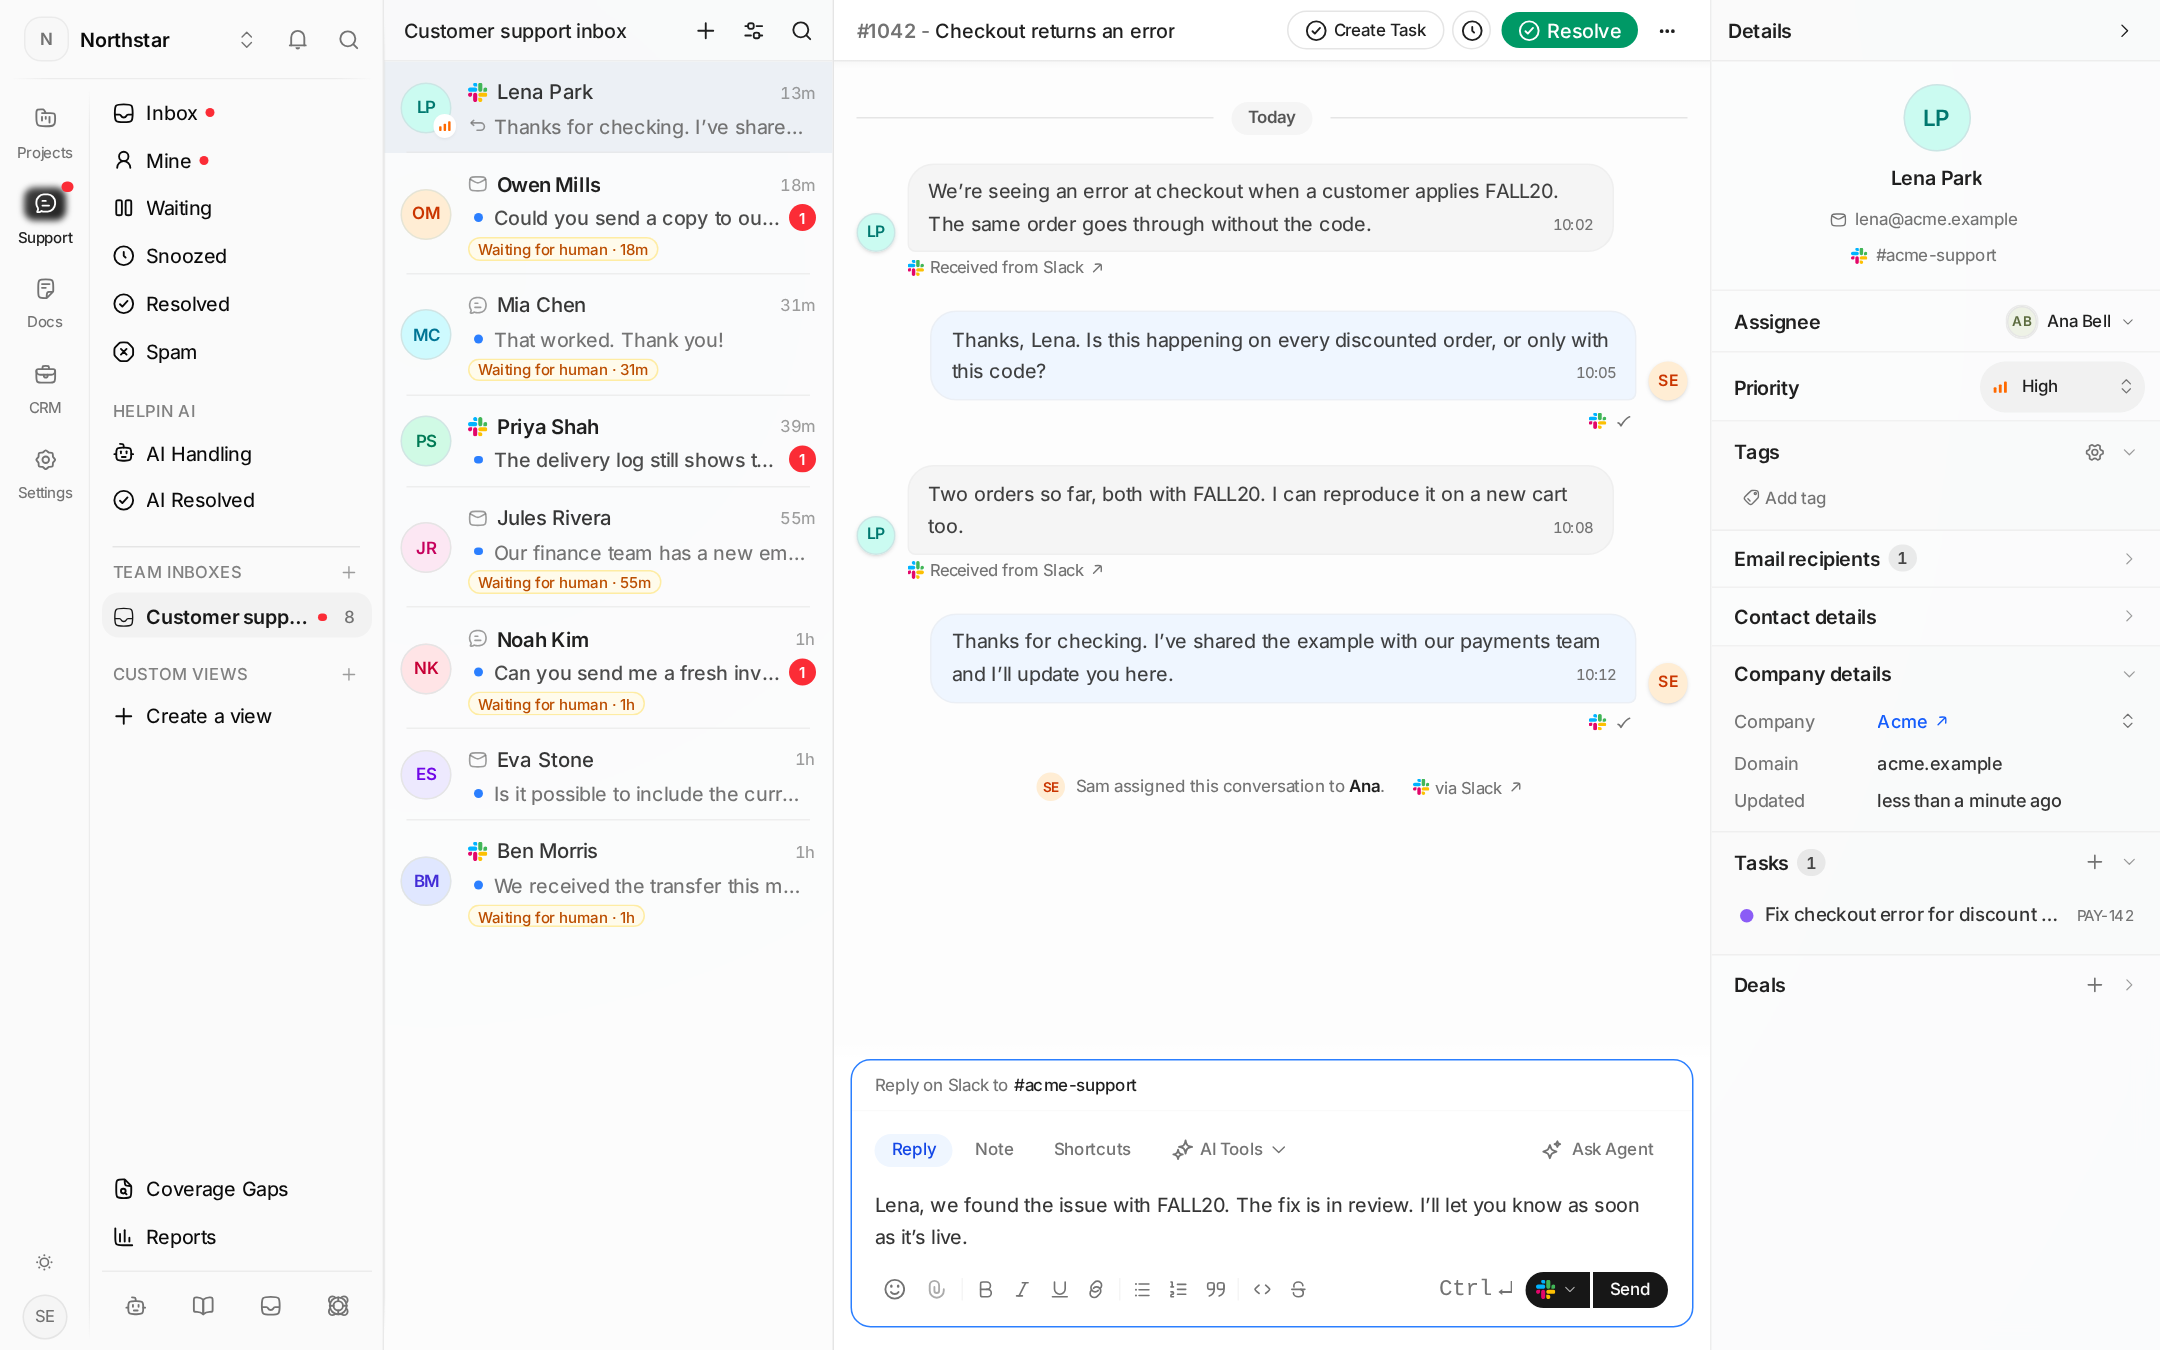 N
Northstar
Projects
Support
Docs
CRM
Settings
SE
Inbox
Mine
Waiting
Snoozed
Resolved
Spam
HELPIN AI
AI Handling
AI Resolved
TEAM INBOXES
Customer supp... 8
CUSTOM VIEWS
Create a view
Coverage Gaps
Reports
Customer support inbox
LP
Lena Park 13m
Thanks for checking. I’ve share...
OM
Owen Mills 18m
Could you send a copy to ou... 1
Waiting for human · 18m
MC
Mia Chen 31m
That worked. Thank you!
Waiting for human · 31m
PS
Priya Shah 39m
The delivery log still shows t... 1
JR
Jules Rivera 55m
Our finance team has a new em...
Waiting for human · 55m
NK
Noah Kim 1h
Can you send me a fresh inv... 1
Waiting for human · 1h
ES
Eva Stone 1h
Is it possible to include the curr...
BM
Ben Morris 1h
We received the transfer this m...
Waiting for human · 1h
#1042 - Checkout returns an error
Create Task
Resolve
Today
We’re seeing an error at checkout when a customer applies FALL20.
The same order goes through without the code. 10:02
LP
Received from Slack
Thanks, Lena. Is this happening on every discounted order, or only with
this code? 10:05
SE
Two orders so far, both with FALL20. I can reproduce it on a new cart
too. 10:08
LP
Received from Slack
Thanks for checking. I’ve shared the example with our payments team
and I’ll update you here. 10:12
SE
SE Sam assigned this conversation to Ana. via Slack
Reply on Slack to #acme-support
Reply Note Shortcuts AI Tools Ask Agent
Lena, we found the issue with FALL20. The fix is in review. I’ll let you know as soon
as it’s live.
Ctrl Send
Details
LP
Lena Park
lena@acme.example
#acme-support
Assignee AB Ana Bell
Priority High
Tags
Add tag
Email recipients 1
Contact details
Company details
Company Acme
Domain acme.example
Updated less than a minute ago
Tasks 1
Fix checkout error for discount ... PAY-142
Deals